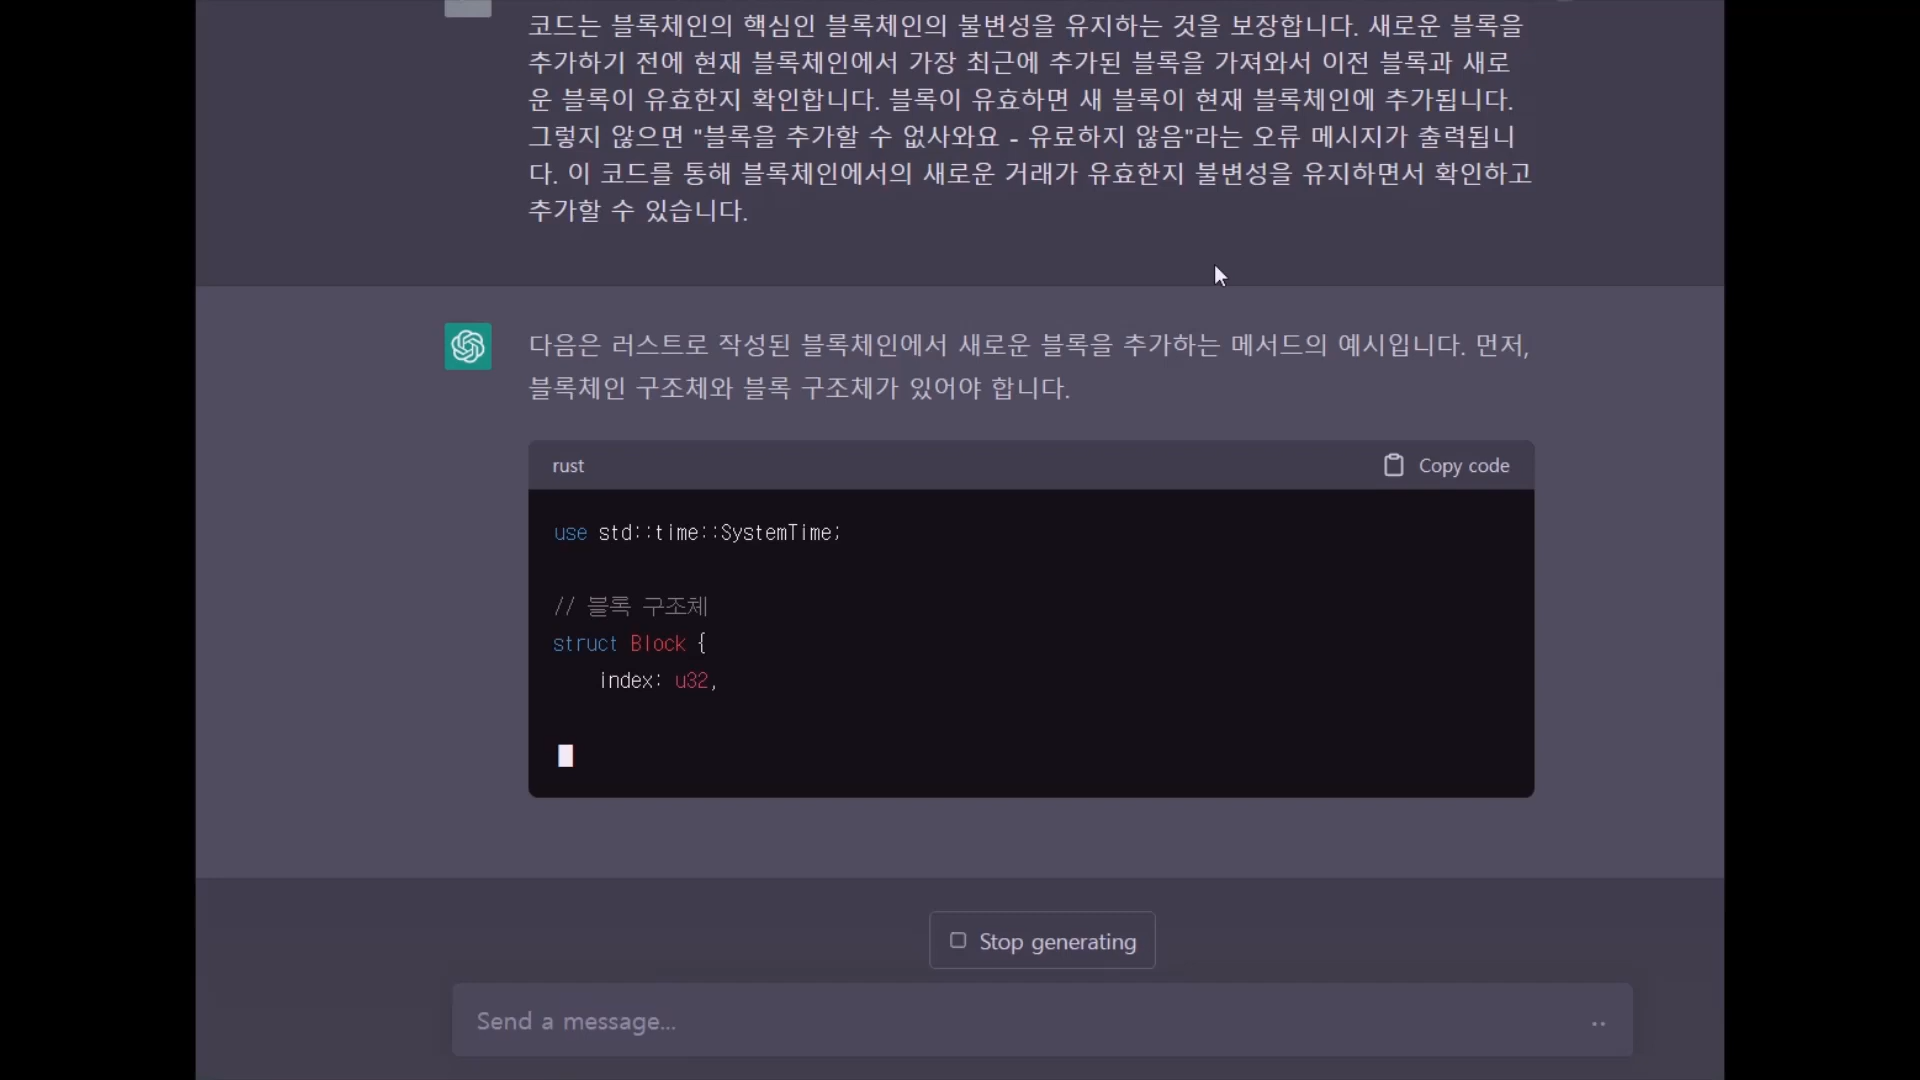 코드는 블록체인의 핵심인 블록체인의 불변성을 유지하는 것을 보장합니다. 새로운 블록을
추가하기 전에 현재 블록체인에서 가장 최근에 추가된 블록을 가져와서 이전 블록과 새로
운 블록이 유효한지 확인합니다. 블록이 유효하면 새 블록이 현재 블록체인에 추가됩니다.
그렇지 않으면 "블록을 추가할 수 없사와요 - 유료하지 않음"라는 오류 메시지가 출력됩니
다. 이 코드를 통해 블록체인에서의 새로운 거래가 유효한지 불변성을 유지하면서 확인하고
추가할 수 있습니다.
다음은 러스트로 작성된 블록체인에서 새로운 블록을 추가하는 메서드의 예시입니다. 먼저,
블록체인 구조체와 블록 구조체가 있어야 합니다.
rust Copy code
use std::time::SystemTime;
// 블록 구조체
struct Block {
index: u32,
Stop generating
Send a message...